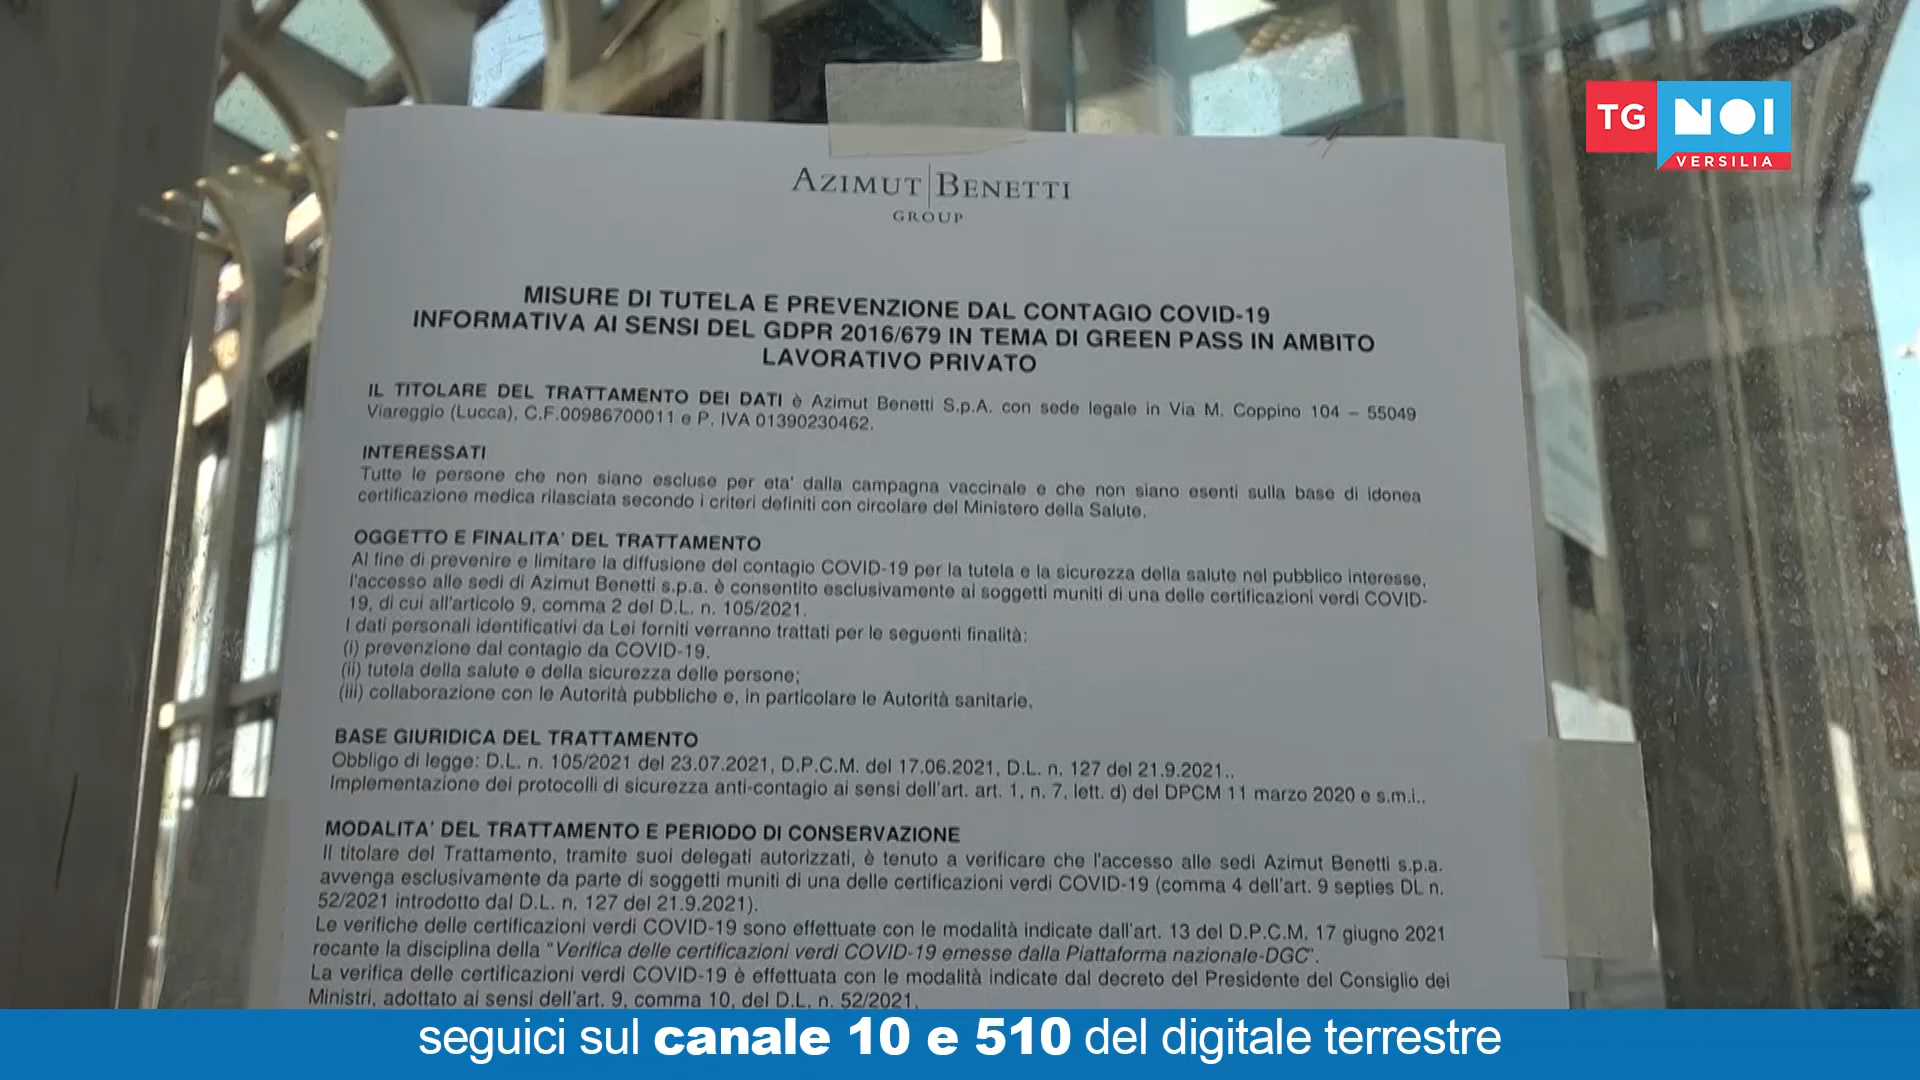 TG NOI
VERSILIA
AZIMUT BENETTI
GROUP
MISURE DI TUTELA E PREVENZIONE DAL CONTAGIO COVID-19
INFORMATIVA AI SENSI DEL GDPR 2016/679 IN TEMA DI GREEN PASS IN AMBITO
LAVORATIVO PRIVATO
IL TITOLARE DEL TRATTAMENTO DEI DATI è Azimut Benetti S.p.A. con sede legale in Via M. Coppino 104 – 55049
Viareggio (Lucca), C.F.00986700011 e P. IVA 01390230462.
INTERESSATI
Tutte le persone che non siano escluse per eta' dalla campagna vaccinale e che non siano esenti sulla base di idonea
certificazione medica rilasciata secondo i criteri definiti con circolare del Ministero della Salute.
OGGETTO E FINALITA' DEL TRATTAMENTO
Al fine di prevenire e limitare la diffusione del contagio COVID-19 per la tutela e la sicurezza della salute nel pubblico interesse,
l'accesso alle sedi di Azimut Benetti s.p.a. è consentito esclusivamente ai soggetti muniti di una delle certificazioni verdi COVID-
19, di cui all'articolo 9, comma 2 del D.L. n. 105/2021.
I dati personali identificativi da Lei forniti verranno trattati per le seguenti finalità:
(i) prevenzione dal contagio da COVID-19.
(ii) tutela della salute e della sicurezza delle persone;
(iii) collaborazione con le Autorità pubbliche e, in particolare le Autorità sanitarie.
BASE GIURIDICA DEL TRATTAMENTO
Obbligo di legge: D.L. n. 105/2021 del 23.07.2021, D.P.C.M. del 17.06.2021, D.L. n. 127 del 21.9.2021..
Implementazione dei protocolli di sicurezza anti-contagio ai sensi dell'art. art. 1, n. 7, lett. d) del DPCM 11 marzo 2020 e s.m.i..
MODALITA' DEL TRATTAMENTO E PERIODO DI CONSERVAZIONE
Il titolare del Trattamento, tramite suoi delegati autorizzati, è tenuto a verificare che l'accesso alle sedi Azimut Benetti s.p.a.
avvenga esclusivamente da parte di soggetti muniti di una delle certificazioni verdi COVID-19 (comma 4 dell'art. 9 septies DL n.
52/2021 introdotto dal D.L. n. 127 del 21.9.2021).
Le verifiche delle certificazioni verdi COVID-19 sono effettuate con le modalità indicate dall'art. 13 del D.P.C.M. 17 giugno 2021
recante la disciplina della "Verifica delle certificazioni verdi COVID-19 emesse dalla Piattaforma nazionale-DGC".
La verifica delle certificazioni verdi COVID-19 è effettuata con le modalità indicate dal decreto del Presidente del Consiglio dei
Ministri, adottato ai sensi dell'art. 9, comma 10, del D.L. n. 52/2021.
seguici sul canale 10 e 510 del digitale terrestre